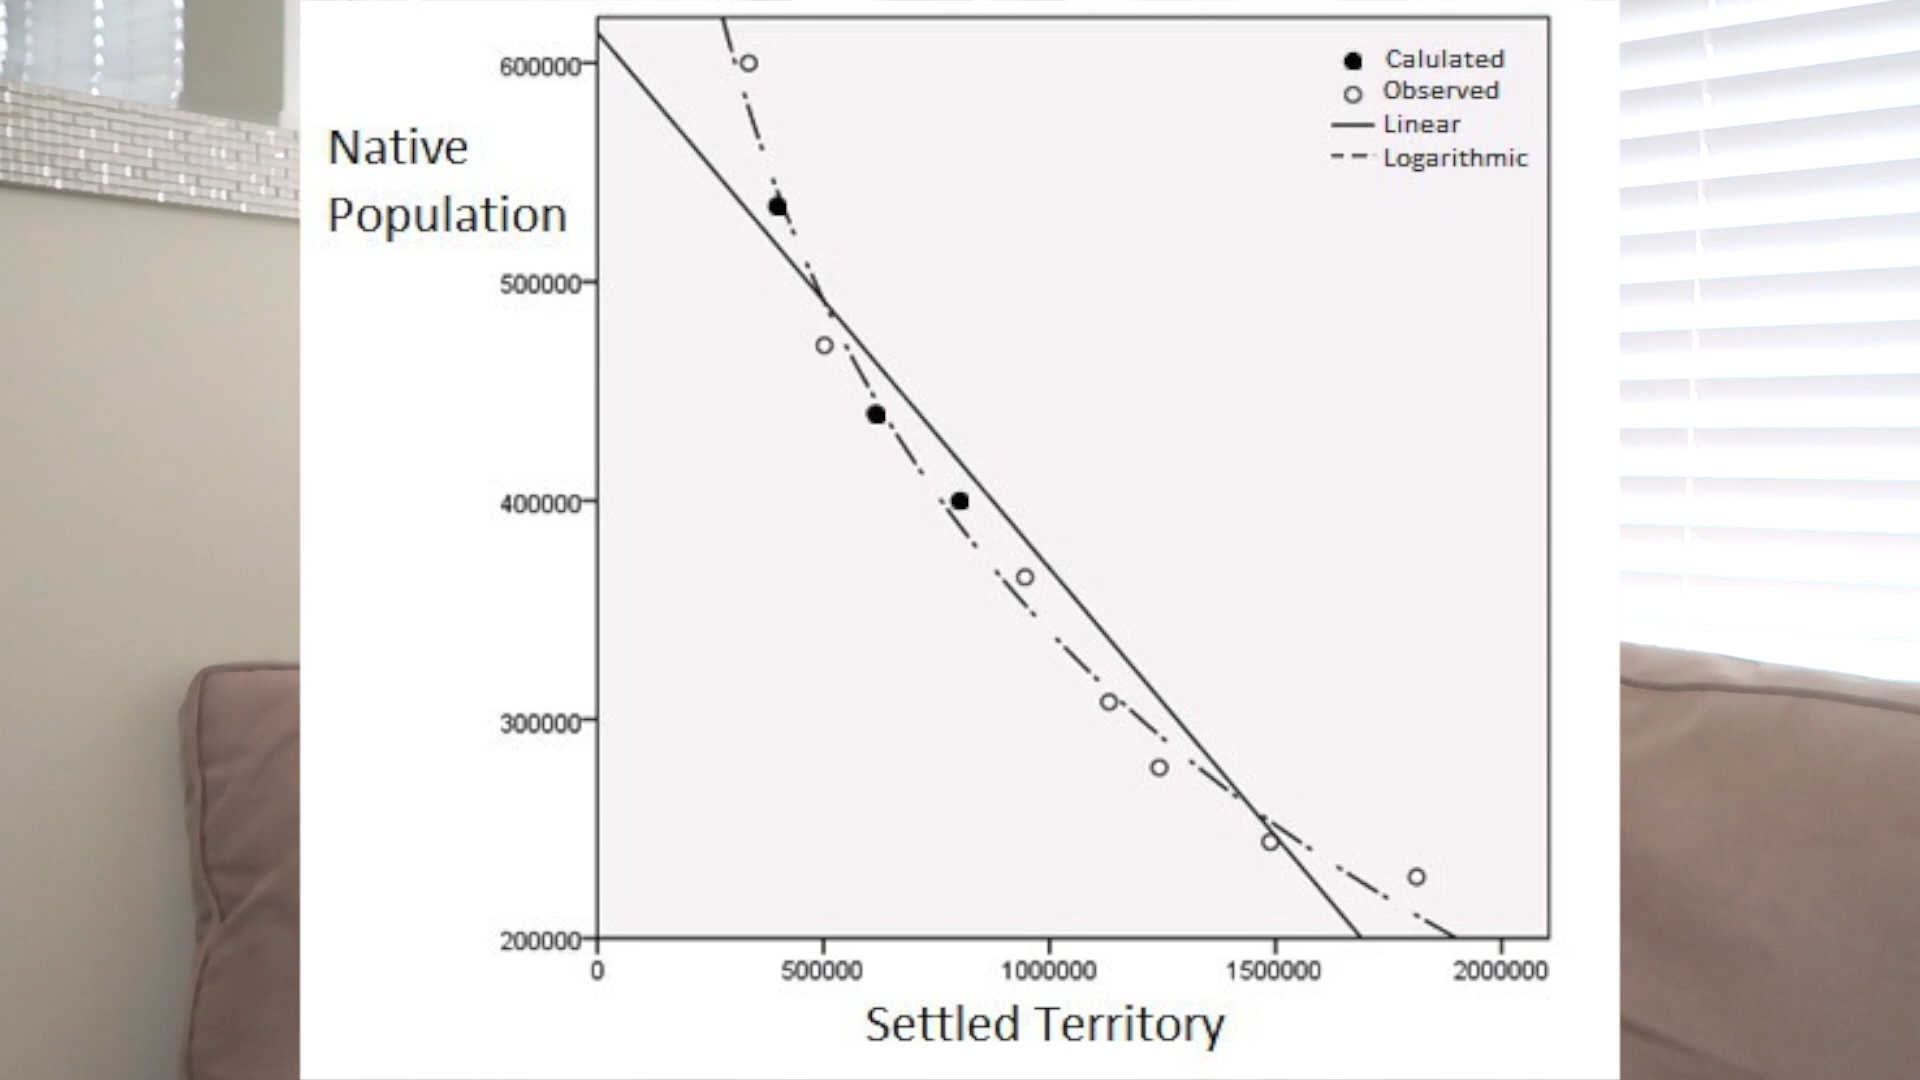 Native
Population
600000
500000
400000
300000
200000
0
500000
1000000
1500000
2000000
Settled Territory
Calulated
Observed
Linear
Logarithmic